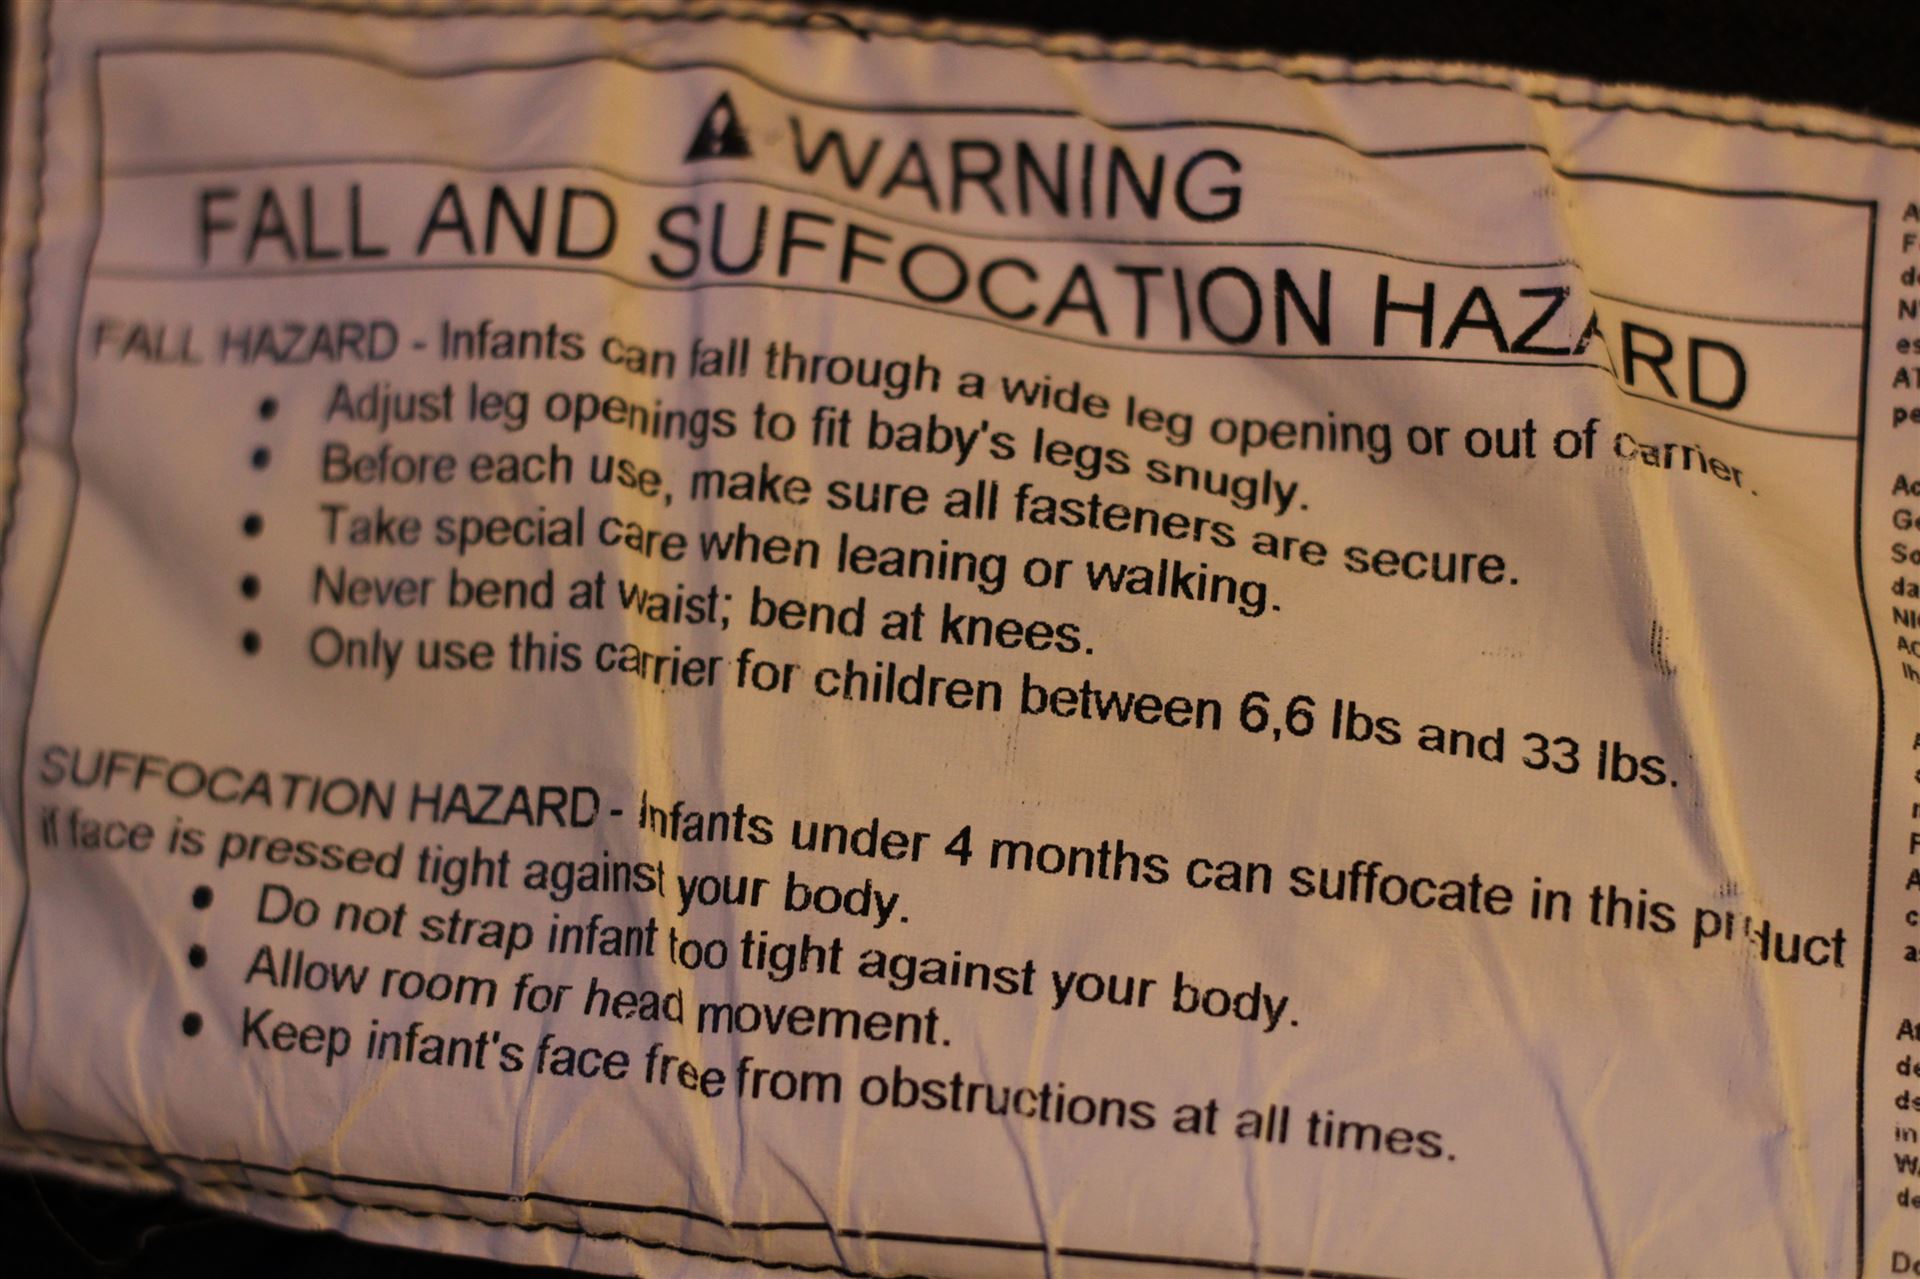 WARNING
FALL AND SUFFOCATION HAZARD
FALL HAZARD - Infants can fall through a wide leg opening or out of carrier.
• Adjust leg openings to fit baby's legs snugly.
• Before each use, make sure all fasteners are secure.
• Take special care when leaning or walking.
• Never bend at waist; bend at knees.
• Only use this carrier for children between 6,6 lbs and 33 lbs.
SUFFOCATION HAZARD - Infants under 4 months can suffocate in this product
if face is pressed tight against your body.
• Do not strap infant too tight against your body.
• Allow room for head movement.
• Keep infant's face free from obstructions at all times.